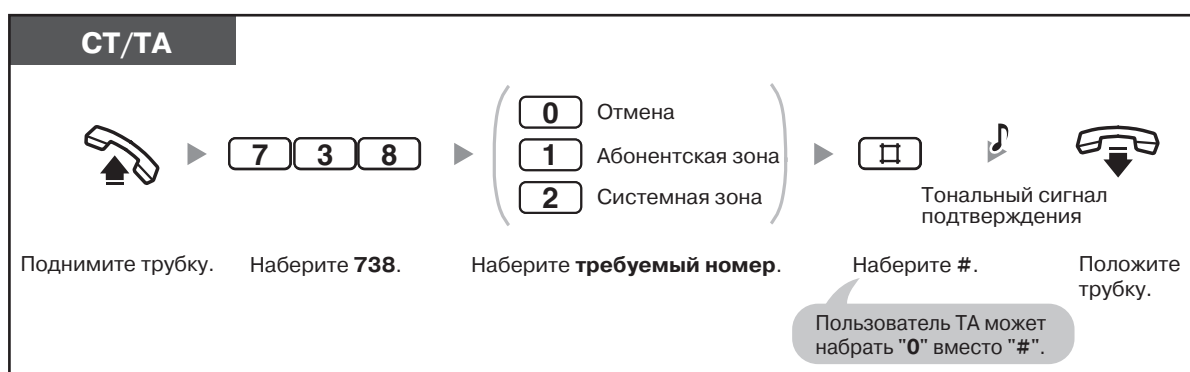 СТ/ТА
7 3 8
0 Отмена
1 Абонентская зона
2 Системная зона
Тональный сигнал
подтверждения
Поднимите трубку.
Наберите 738.
Наберите требуемый номер.
Наберите #.
Положите
трубку.
Пользователь ТА может
набрать "0" вместо "#".